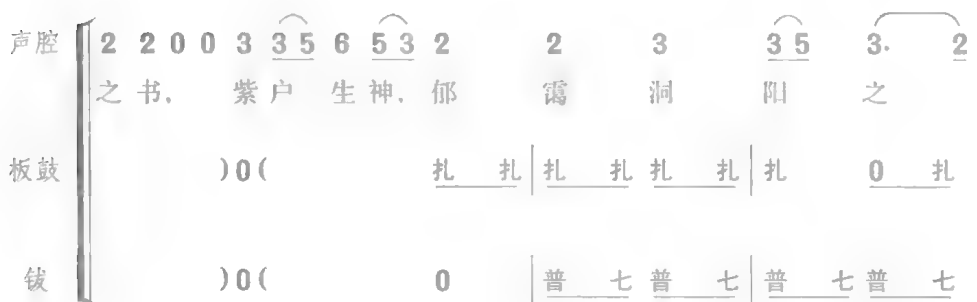 声腔 2 2 0 0 3 3 5 6 5 3 2 2 3 3 5 3. 2
之书, 紫户 生神, 郁 霭 洞 阳 之
板鼓 )0( 扎 扎 | 扎 扎 扎 扎 | 扎 0 扎
钹 )0( 0 | 普 七 普 七 | 普 七 普 七